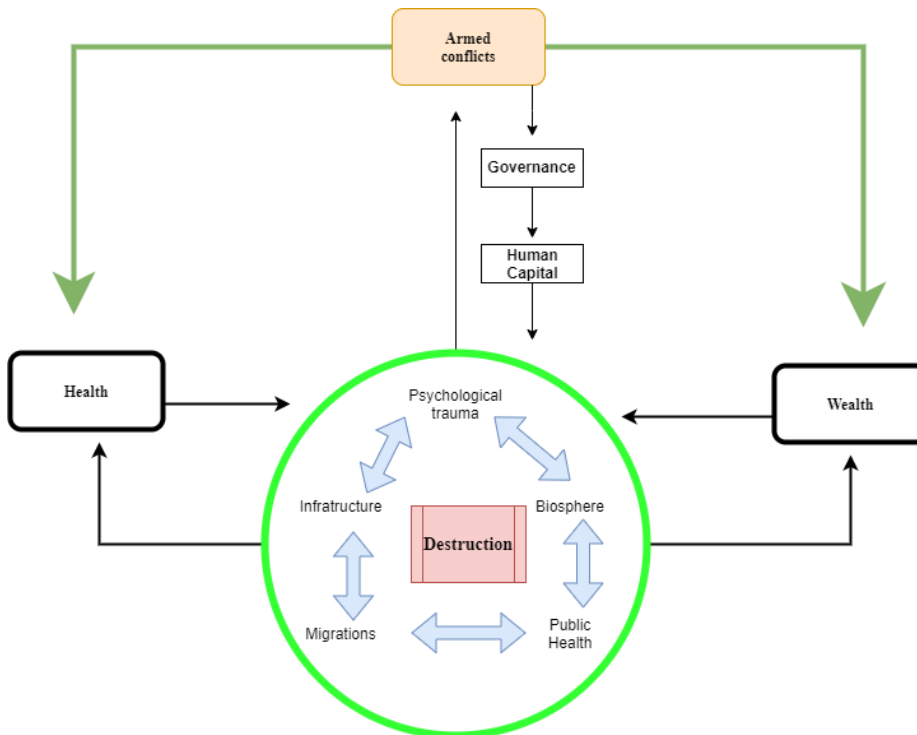 Armed
conflicts
Governance
Human
Capital
Health
Wealth
Psychological
trauma
Infratructure
Biosphere
Destruction
Migrations
Public
Health